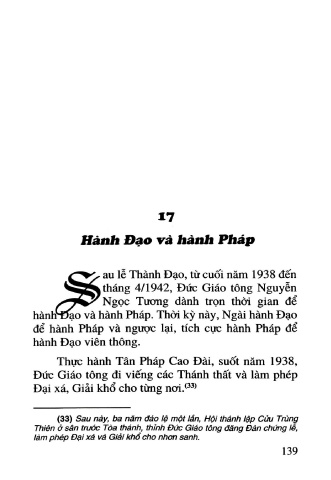 17
Hành Đạo và hành Pháp
Sau lễ Thành Đạo, từ cuối năm 1938 đến
tháng 4/1942, Đức Giáo tông Nguyễn
Ngọc Tương dành trọn thời gian để
hành Đạo và hành Pháp. Thời kỳ này, Ngài hành Đạo
để hành Pháp và ngược lại, tích cực hành Pháp để
hành Đạo viên thông.
Thực hành Tân Pháp Cao Đài, suốt năm 1938,
Đức Giáo tông đi viếng các Thánh thất và làm phép
Đại xá, Giải khổ cho từng nơi.(33)
(33) Sau này, ba năm đáo lệ một lần, Hội thánh lập Cửu Trùng
Thiên ở sân trước Tòa thánh, thỉnh Đức Giáo tông đăng Đàn chứng lễ,
làm phép Đại xá và Giải khổ cho nhơn sanh.
139